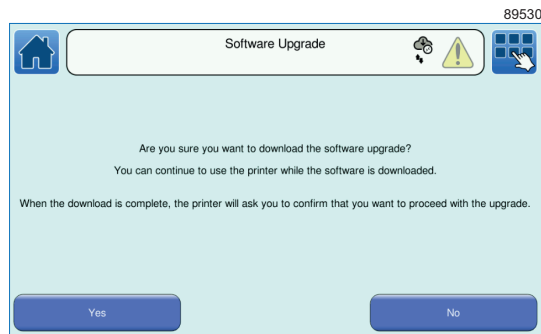 89530
Software Upgrade
Are you sure you want to download the software upgrade?
You can continue to use the printer while the software is downloaded.
When the download is complete, the printer will ask you to confirm that you want to proceed with the upgrade.
Yes
No